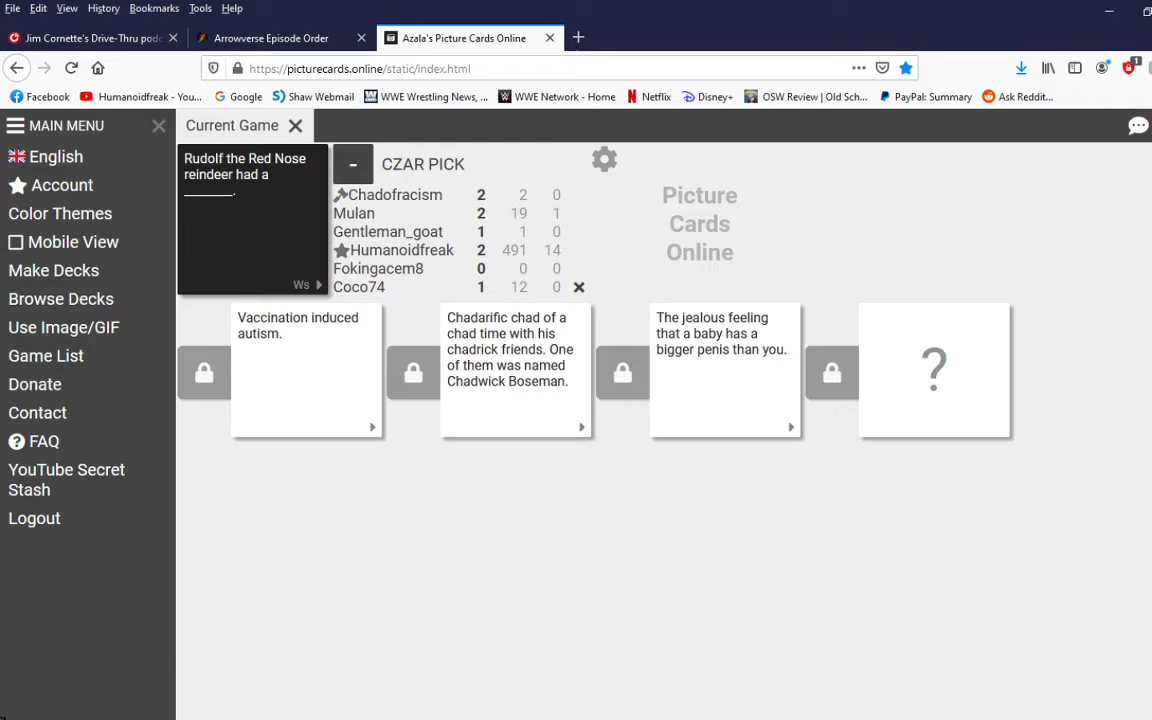 File Edit View History Bookmarks Tools Help
Jim Cornette's Drive-Thru podc
Arrowverse Episode Order
Azala's Picture Cards Online
https://picturecards.online/static/index.html
Facebook
Humanoidfreak - You...
Google
Shaw Webmail
WWE Wrestling News, ...
WWE Network - Home
Netflix
Disney+
OSW Review | Old Sch...
PayPal: Summary
Ask Reddit...
MAIN MENU
Current Game
English
Account
Color Themes
Mobile View
Make Decks
Browse Decks
Use Image/GIF
Game List
Donate
Contact
FAQ
YouTube Secret
Stash
Logout
Rudolf the Red Nose
reindeer had a
_______.
Ws
- CZAR PICK
Chadofracism 2 2 0
Mulan 2 19 1
Gentleman_goat 1 1 0
Humanoidfreak 2 491 14
Fokingacem8 0 0 0
Coco74 1 12 0
Picture
Cards
Online
Vaccination induced
autism.
Chadarific chad of a
chad time with his
chadrick friends. One
of them was named
Chadwick Boseman.
The jealous feeling
that a baby has a
bigger penis than you.
?
1